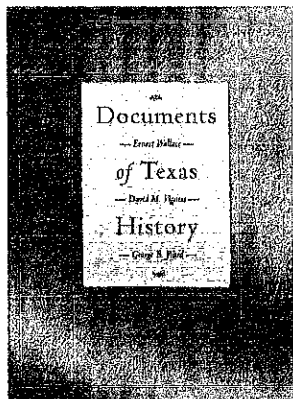 Documents
— Ernest Wallace —
of Texas
— David M. Vigness —
History
— George B. Ward —